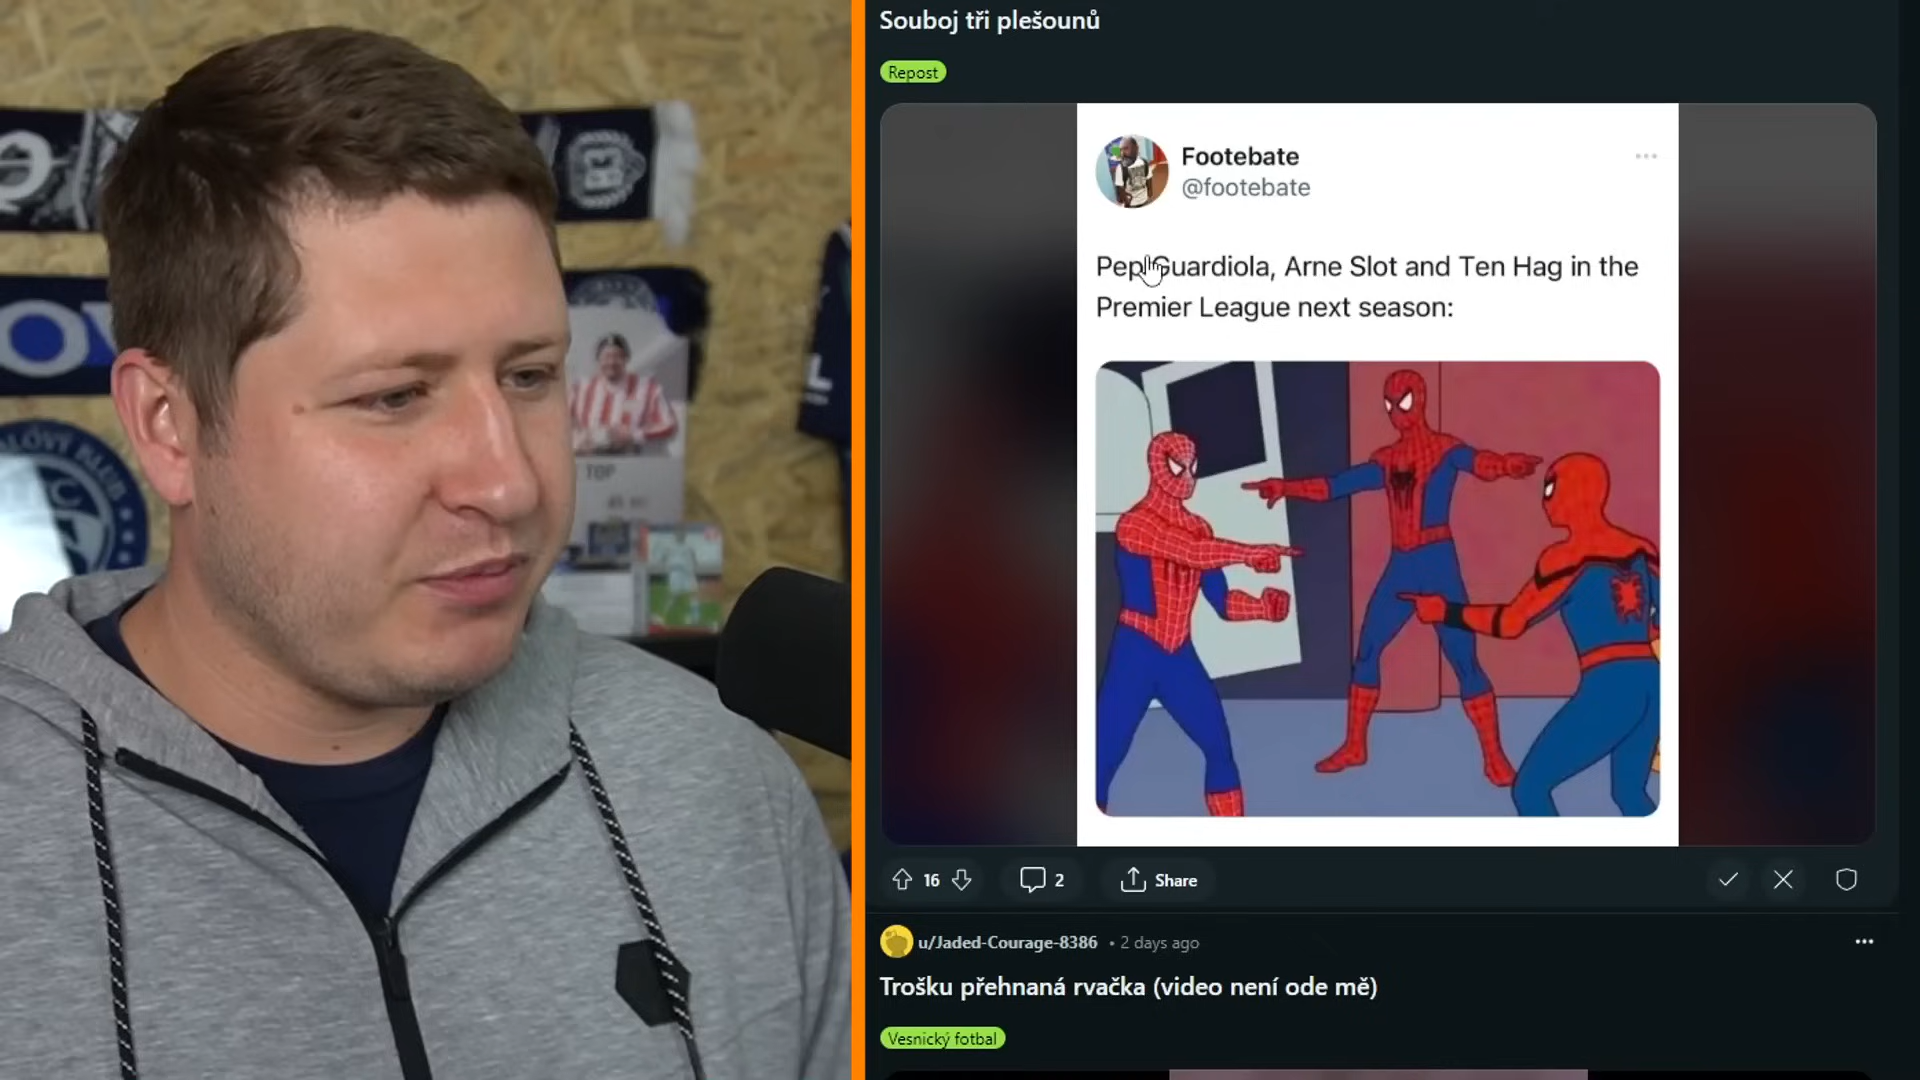 Souboj tři plešounů
Repost
Footebate
@footebate
Guardiola, Arne Slot and Ten Hag in the
Premier League next season:
TOP
16
2
Share
u/Jaded-Courage-8386 • 2 days ago
Trošku přehnaná rvačka (video není ode mě)
Vesnický fotbal